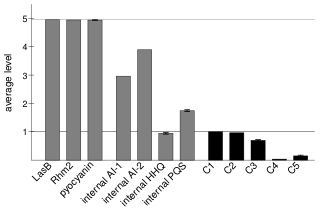 average level
5
4
3
2
1
LasB
Rhm2
pyocyanin
internal AI-1
internal AI-2
internal HHQ
internal PQS
C1
C2
C3
C4
C5